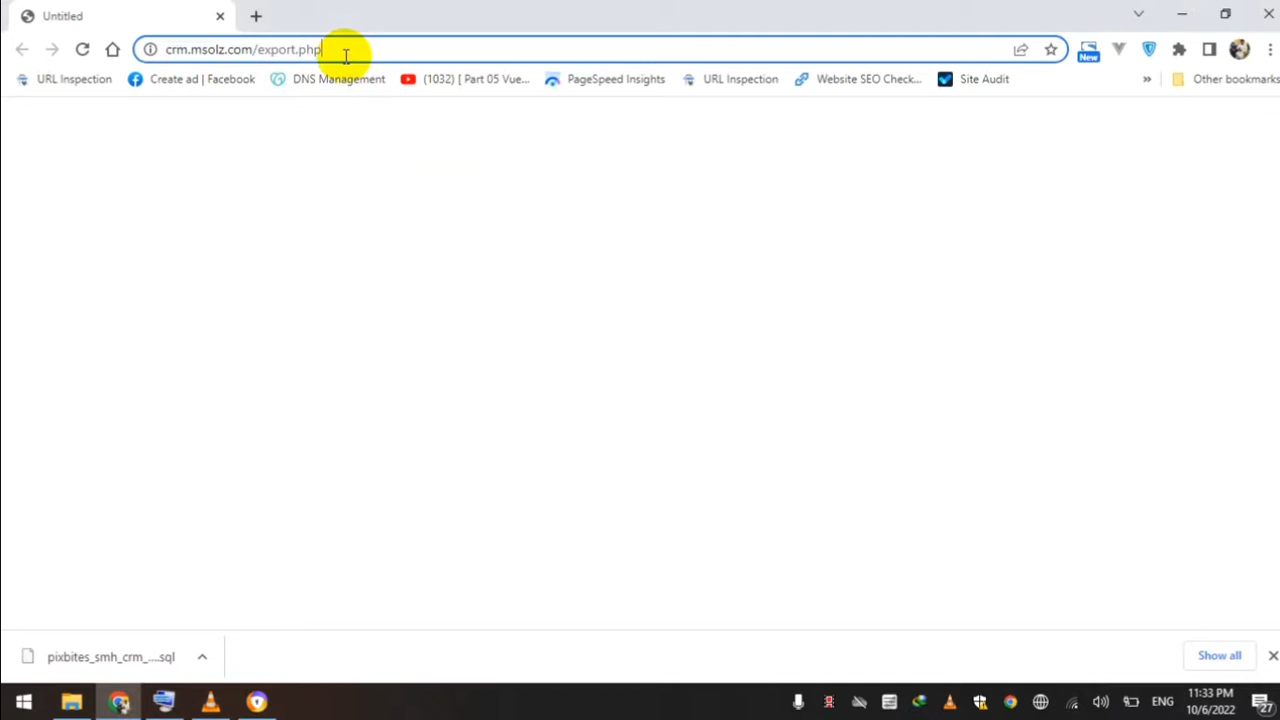 Untitled
crm.msolz.com/export.php
New
URL Inspection
Create ad | Facebook
DNS Management
(1032) [ Part 05 Vue...
PageSpeed Insights
URL Inspection
Website SEO Check...
Site Audit
»
Other bookmarks
pixbites_smh_crm_....sql
Show all
ENG
11:33 PM
10/6/2022
27